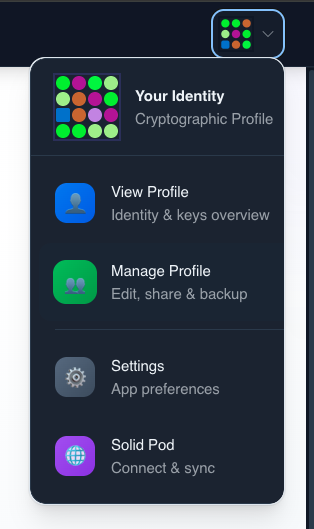 Your Identity
Cryptographic Profile
View Profile
Identity & keys overview
Manage Profile
Edit, share & backup
Settings
App preferences
Solid Pod
Connect & sync